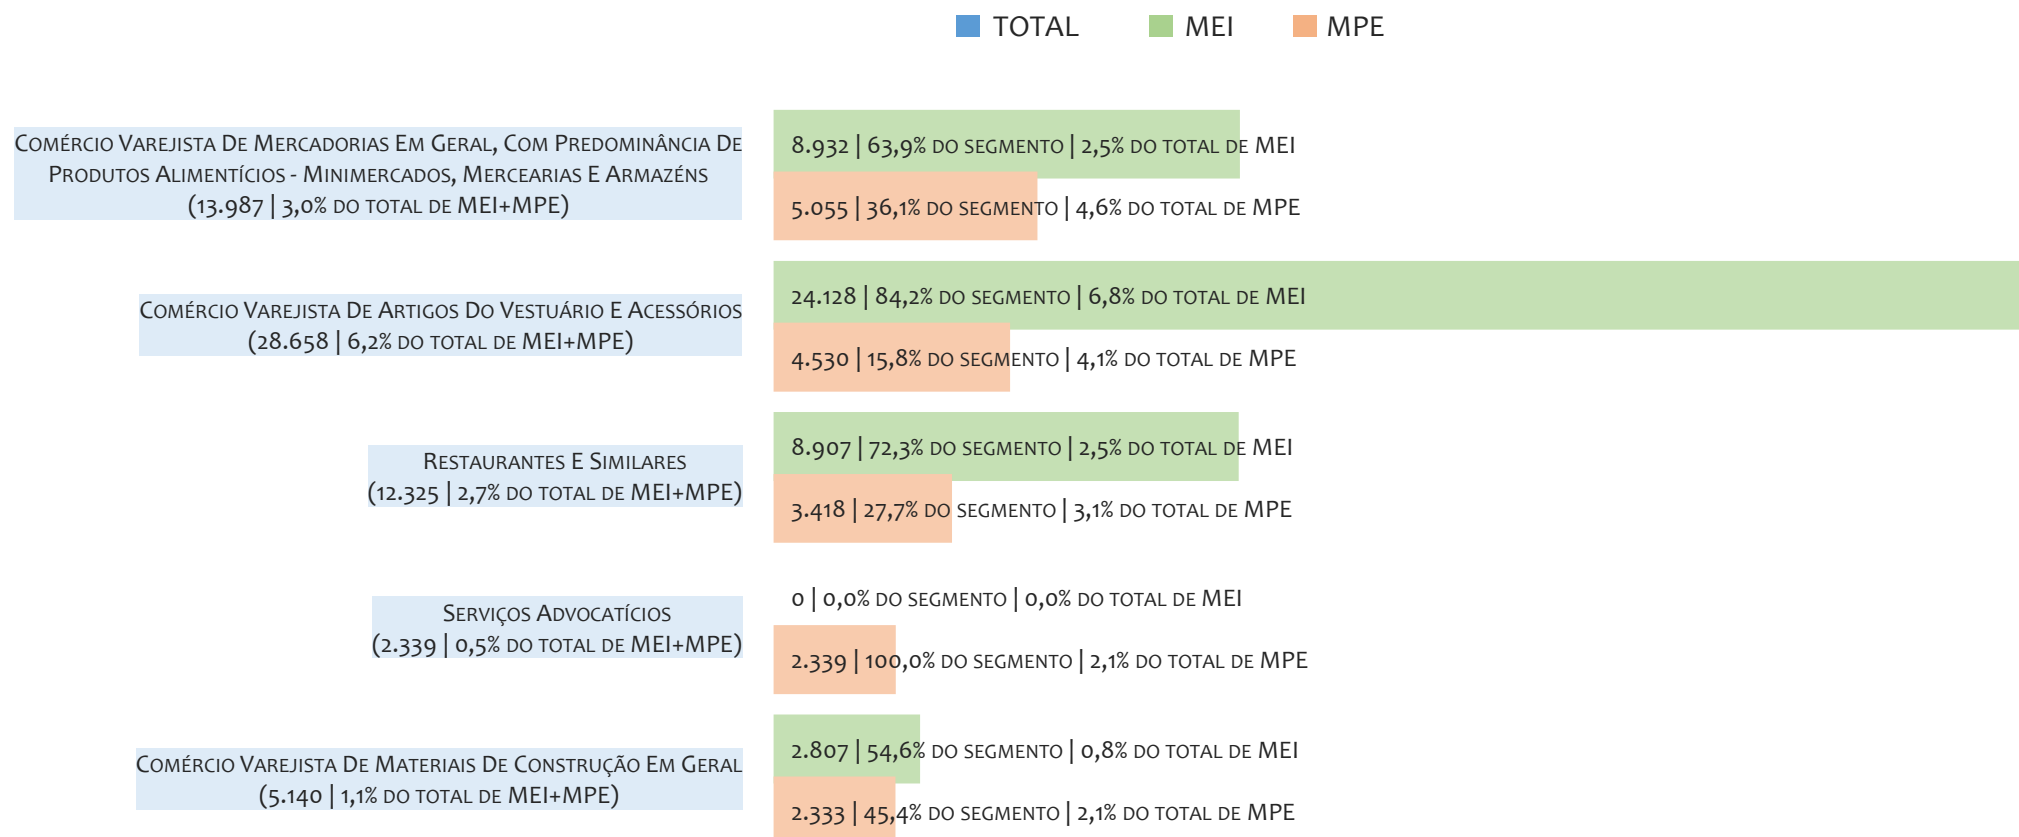 TOTAL MEI MPE
Comércio Varejista De Mercadorias Em Geral, Com Predominância De
Produtos Alimentícios - Minimercados, Mercearias E Armazéns
(13.987 | 3,0% do total de MEI+MPE)
8.932 | 63,9% do segmento | 2,5% do total de MEI
5.055 | 36,1% do segmento | 4,6% do total de MPE
Comércio Varejista De Artigos Do Vestuário E Acessórios
(28.658 | 6,2% do total de MEI+MPE)
24.128 | 84,2% do segmento | 6,8% do total de MEI
4.530 | 15,8% do segmento | 4,1% do total de MPE
Restaurantes E Similares
(12.325 | 2,7% do total de MEI+MPE)
8.907 | 72,3% do segmento | 2,5% do total de MEI
3.418 | 27,7% do segmento | 3,1% do total de MPE
Serviços Advocatícios
(2.339 | 0,5% do total de MEI+MPE)
0 | 0,0% do segmento | 0,0% do total de MEI
2.339 | 100,0% do segmento | 2,1% do total de MPE
Comércio Varejista De Materiais De Construção Em Geral
(5.140 | 1,1% do total de MEI+MPE)
2.807 | 54,6% do segmento | 0,8% do total de MEI
2.333 | 45,4% do segmento | 2,1% do total de MPE